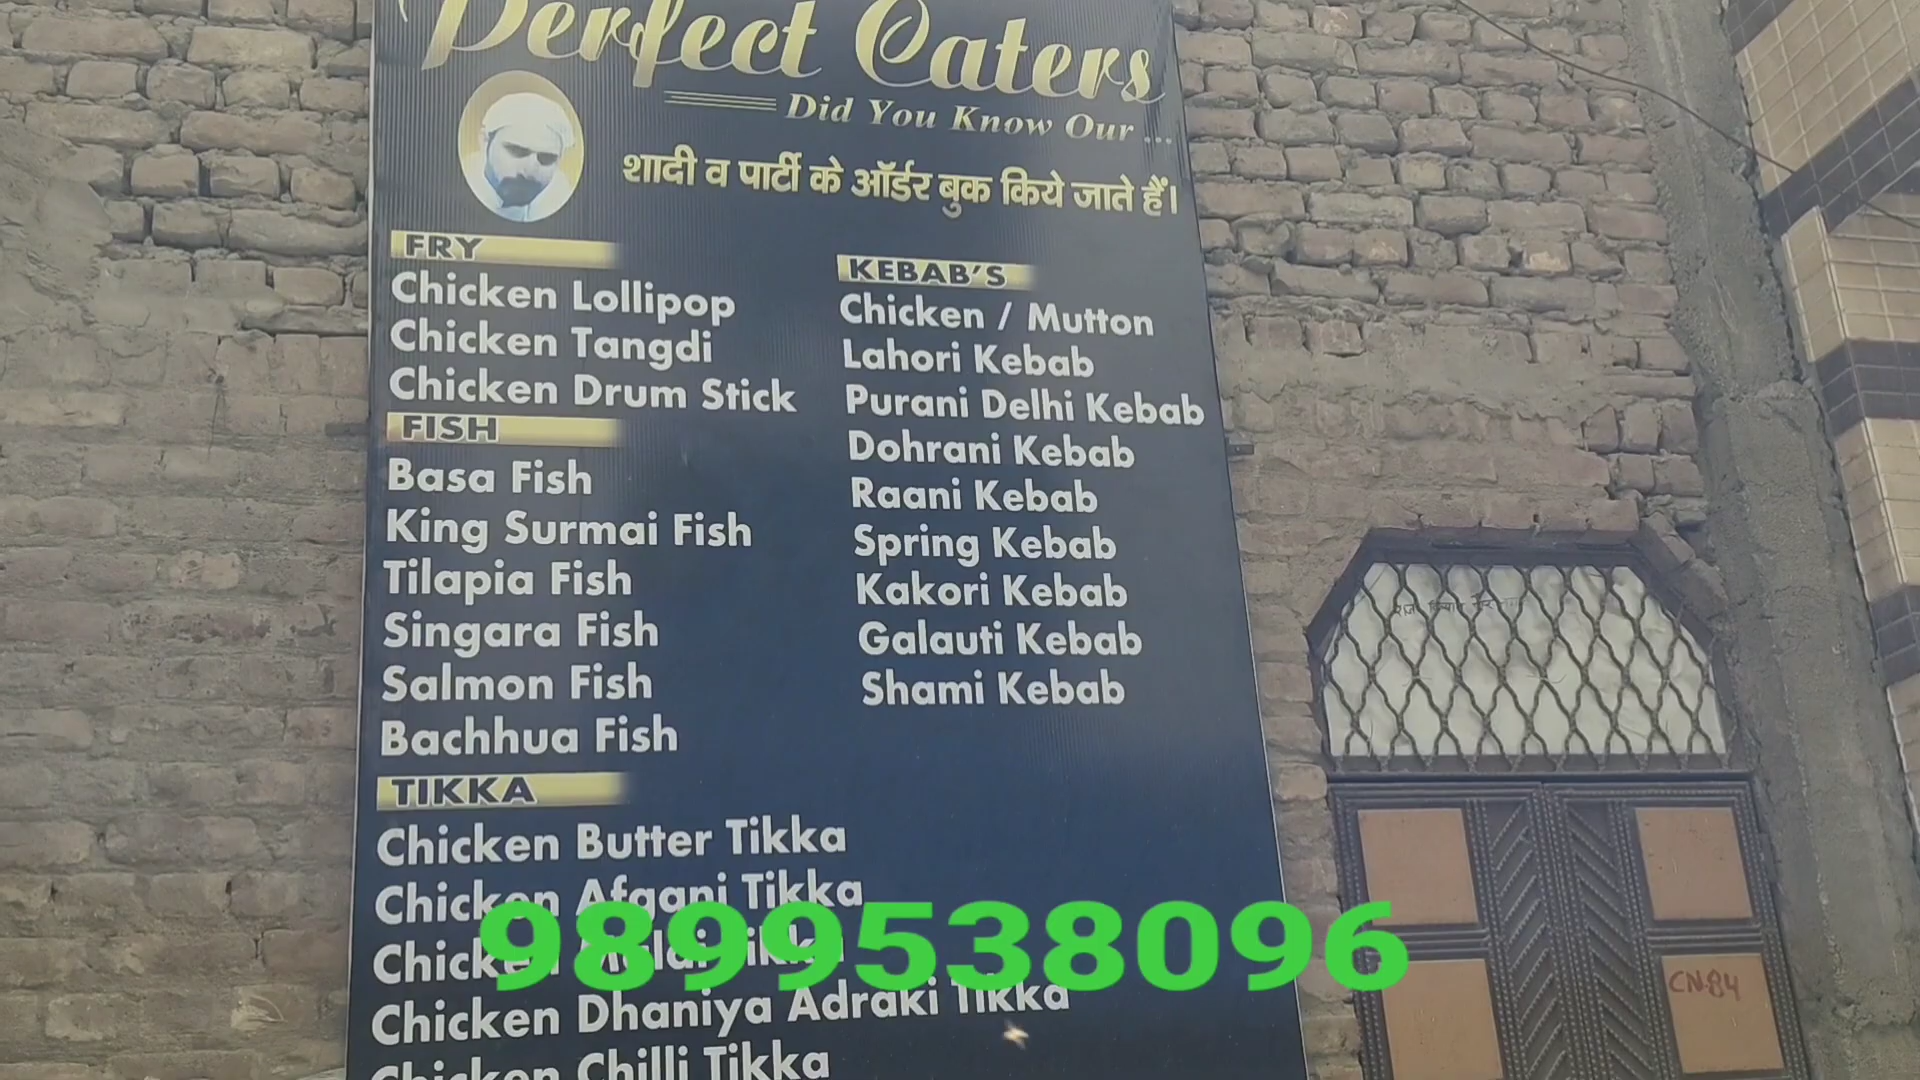 Perfect Caters
Did You Know Our ...
शादी व पार्टी के ऑर्डर बुक किये जाते हैं।
FRY
Chicken Lollipop
Chicken Tangdi
Chicken Drum Stick
FISH
Basa Fish
King Surmai Fish
Tilapia Fish
Singara Fish
Salmon Fish
Bachhua Fish
TIKKA
Chicken Butter Tikka
Chicken Afgani Tikka
Chicken Malai Tikka
Chicken Dhaniya Adraki Tikka
Chicken Chilli Tikka
KEBAB'S
Chicken / Mutton
Lahori Kebab
Purani Delhi Kebab
Dohrani Kebab
Raani Kebab
Spring Kebab
Kakori Kebab
Galauti Kebab
Shami Kebab
9899538096
CN-84